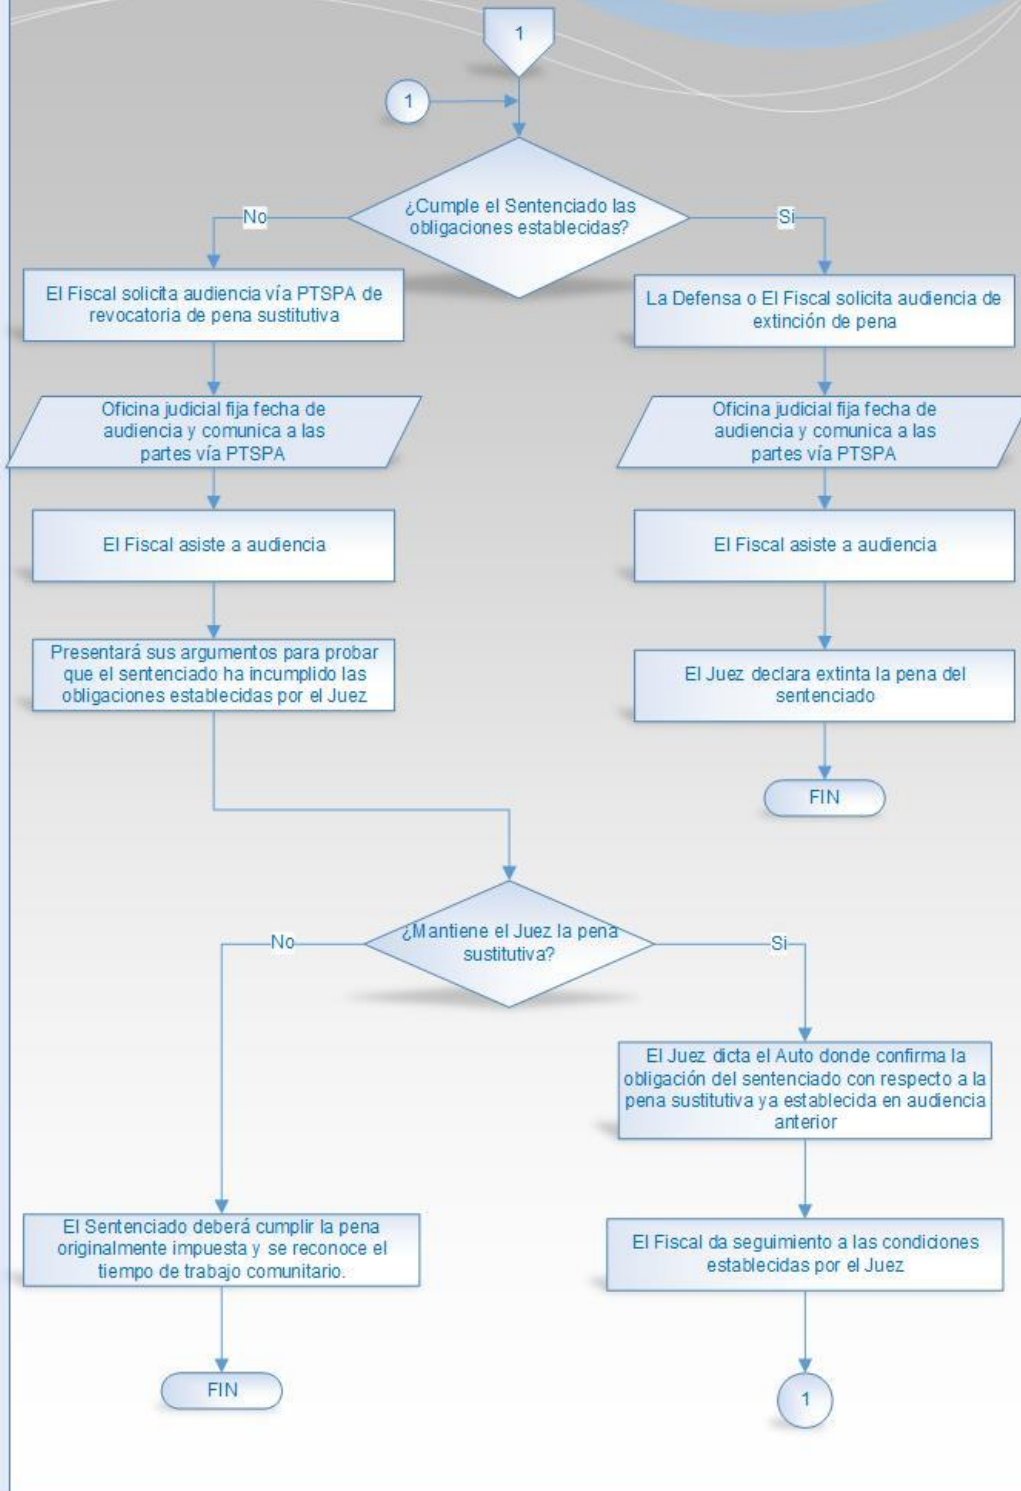 1
1
¿Cumple el Sentenciado las
obligaciones establecidas?
No
Si
El Fiscal solicita audiencia vía PTSPA de
revocatoria de pena sustitutiva
La Defensa o El Fiscal solicita audiencia de
extinción de pena
Oficina judicial fija fecha de
audiencia y comunica a las
partes vía PTSPA
Oficina judicial fija fecha de
audiencia y comunica a las
partes vía PTSPA
El Fiscal asiste a audiencia
El Fiscal asiste a audiencia
Presentará sus argumentos para probar
que el sentenciado ha incumplido las
obligaciones establecidas por el Juez
El Juez declara extinta la pena del
sentenciado
FIN
¿Mantiene el Juez la pena
sustitutiva?
No
Si
El Juez dicta el Auto donde confirma la
obligación del sentenciado con respecto a la
pena sustitutiva ya establecida en audiencia
anterior
El Sentenciado deberá cumplir la pena
originalmente impuesta y se reconoce el
tiempo de trabajo comunitario.
El Fiscal da seguimiento a las condiciones
establecidas por el Juez
FIN
1